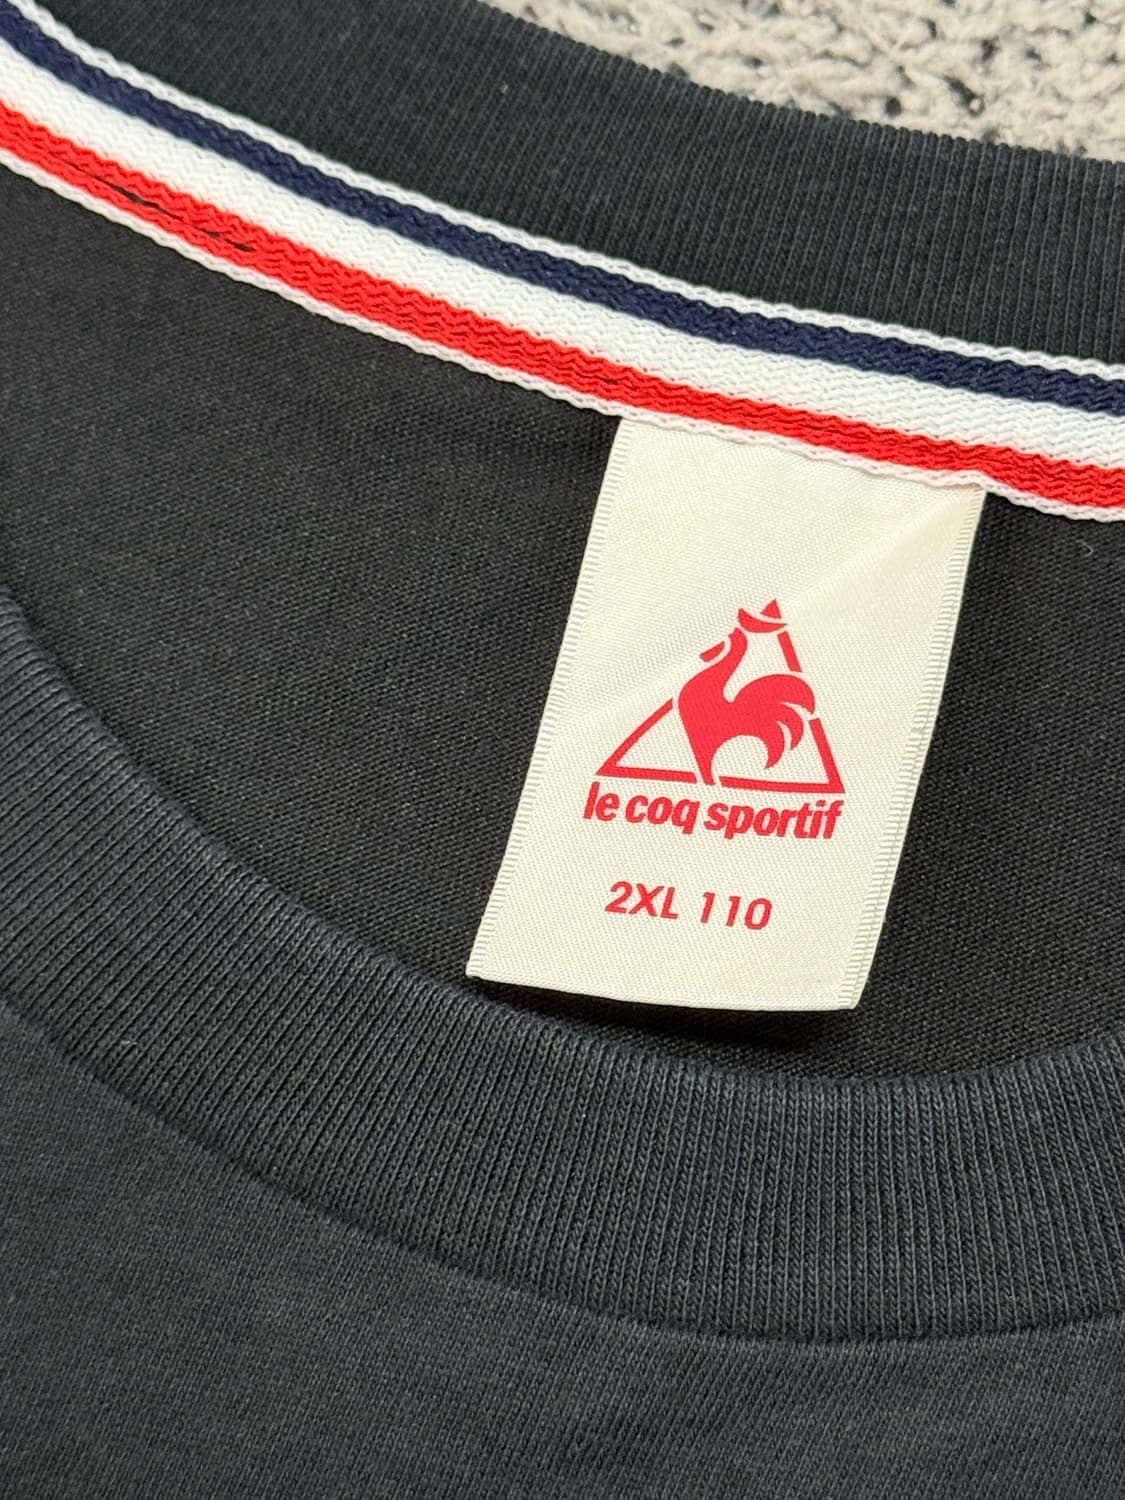 le coq sportif
2XL 110